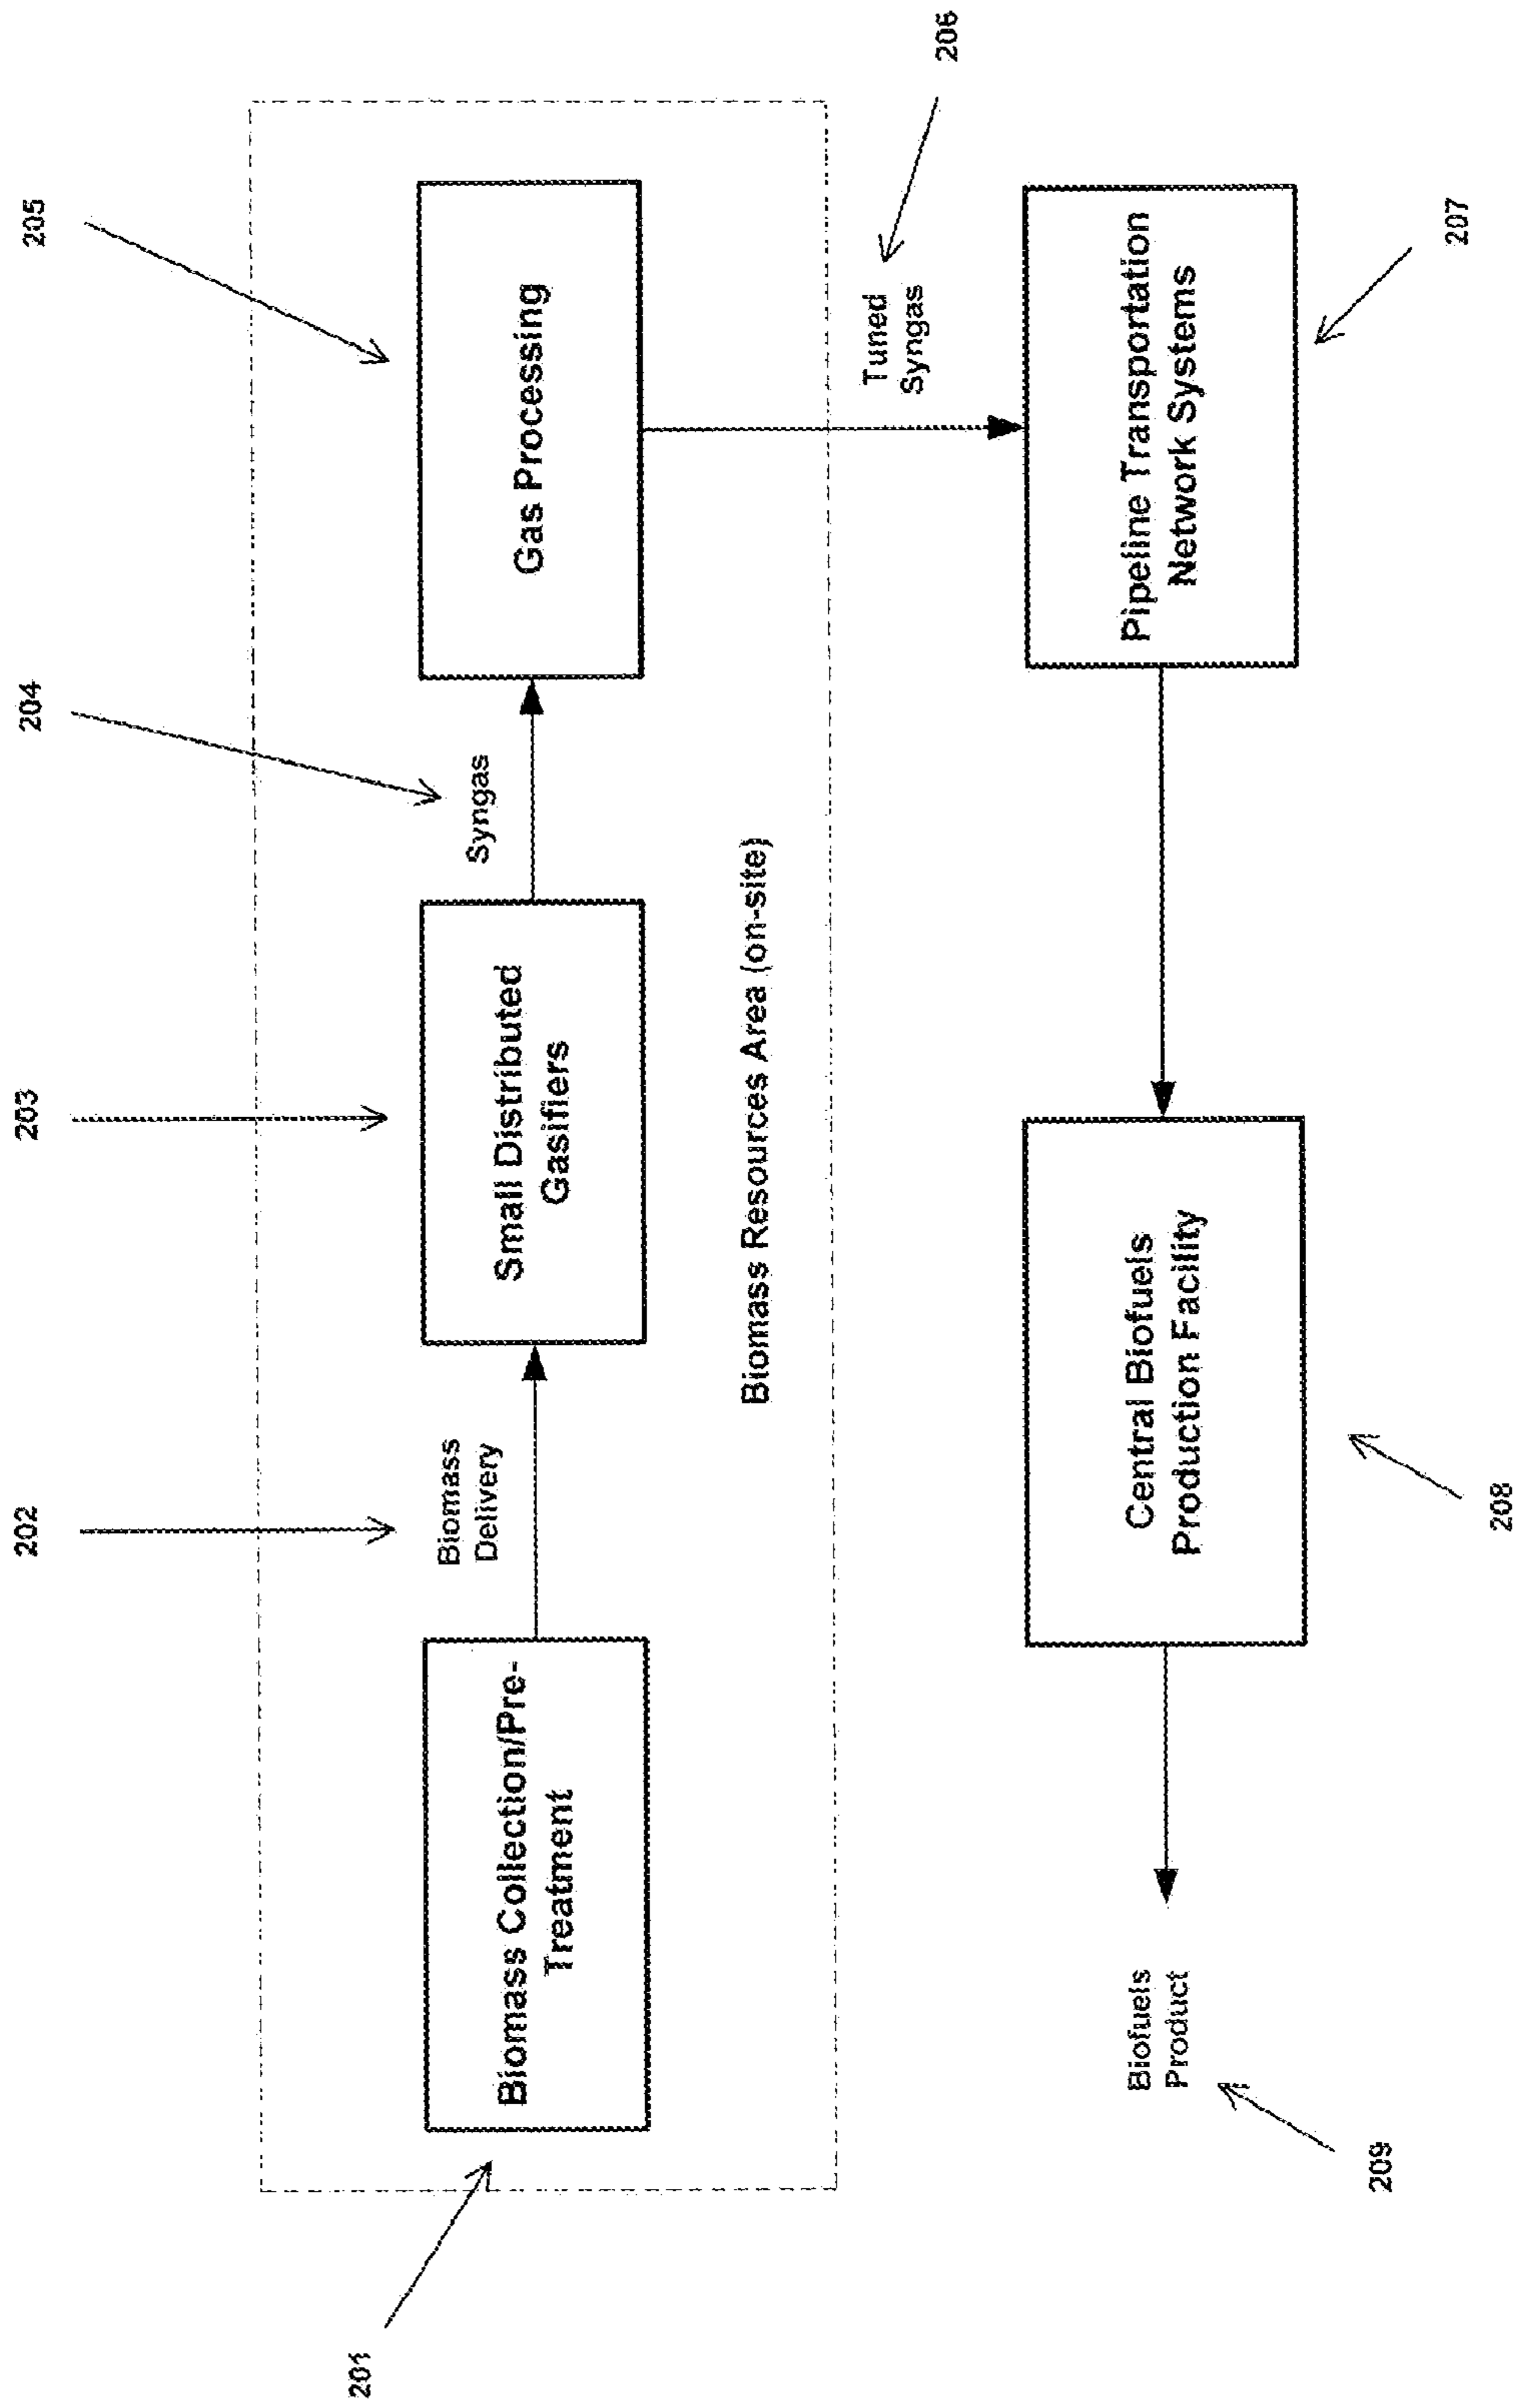 201
202
203
204
205
Biomass Collection/Pre-
Treatment
Biomass
Delivery
Small Distributed
Gasifiers
Syngas
Gas Processing
Biomass Resources Area (on-site)
Tuned
Syngas
206
Biofuels
Product
Central Biofuels
Production Facility
Pipeline Transportation
Network Systems
209
208
207